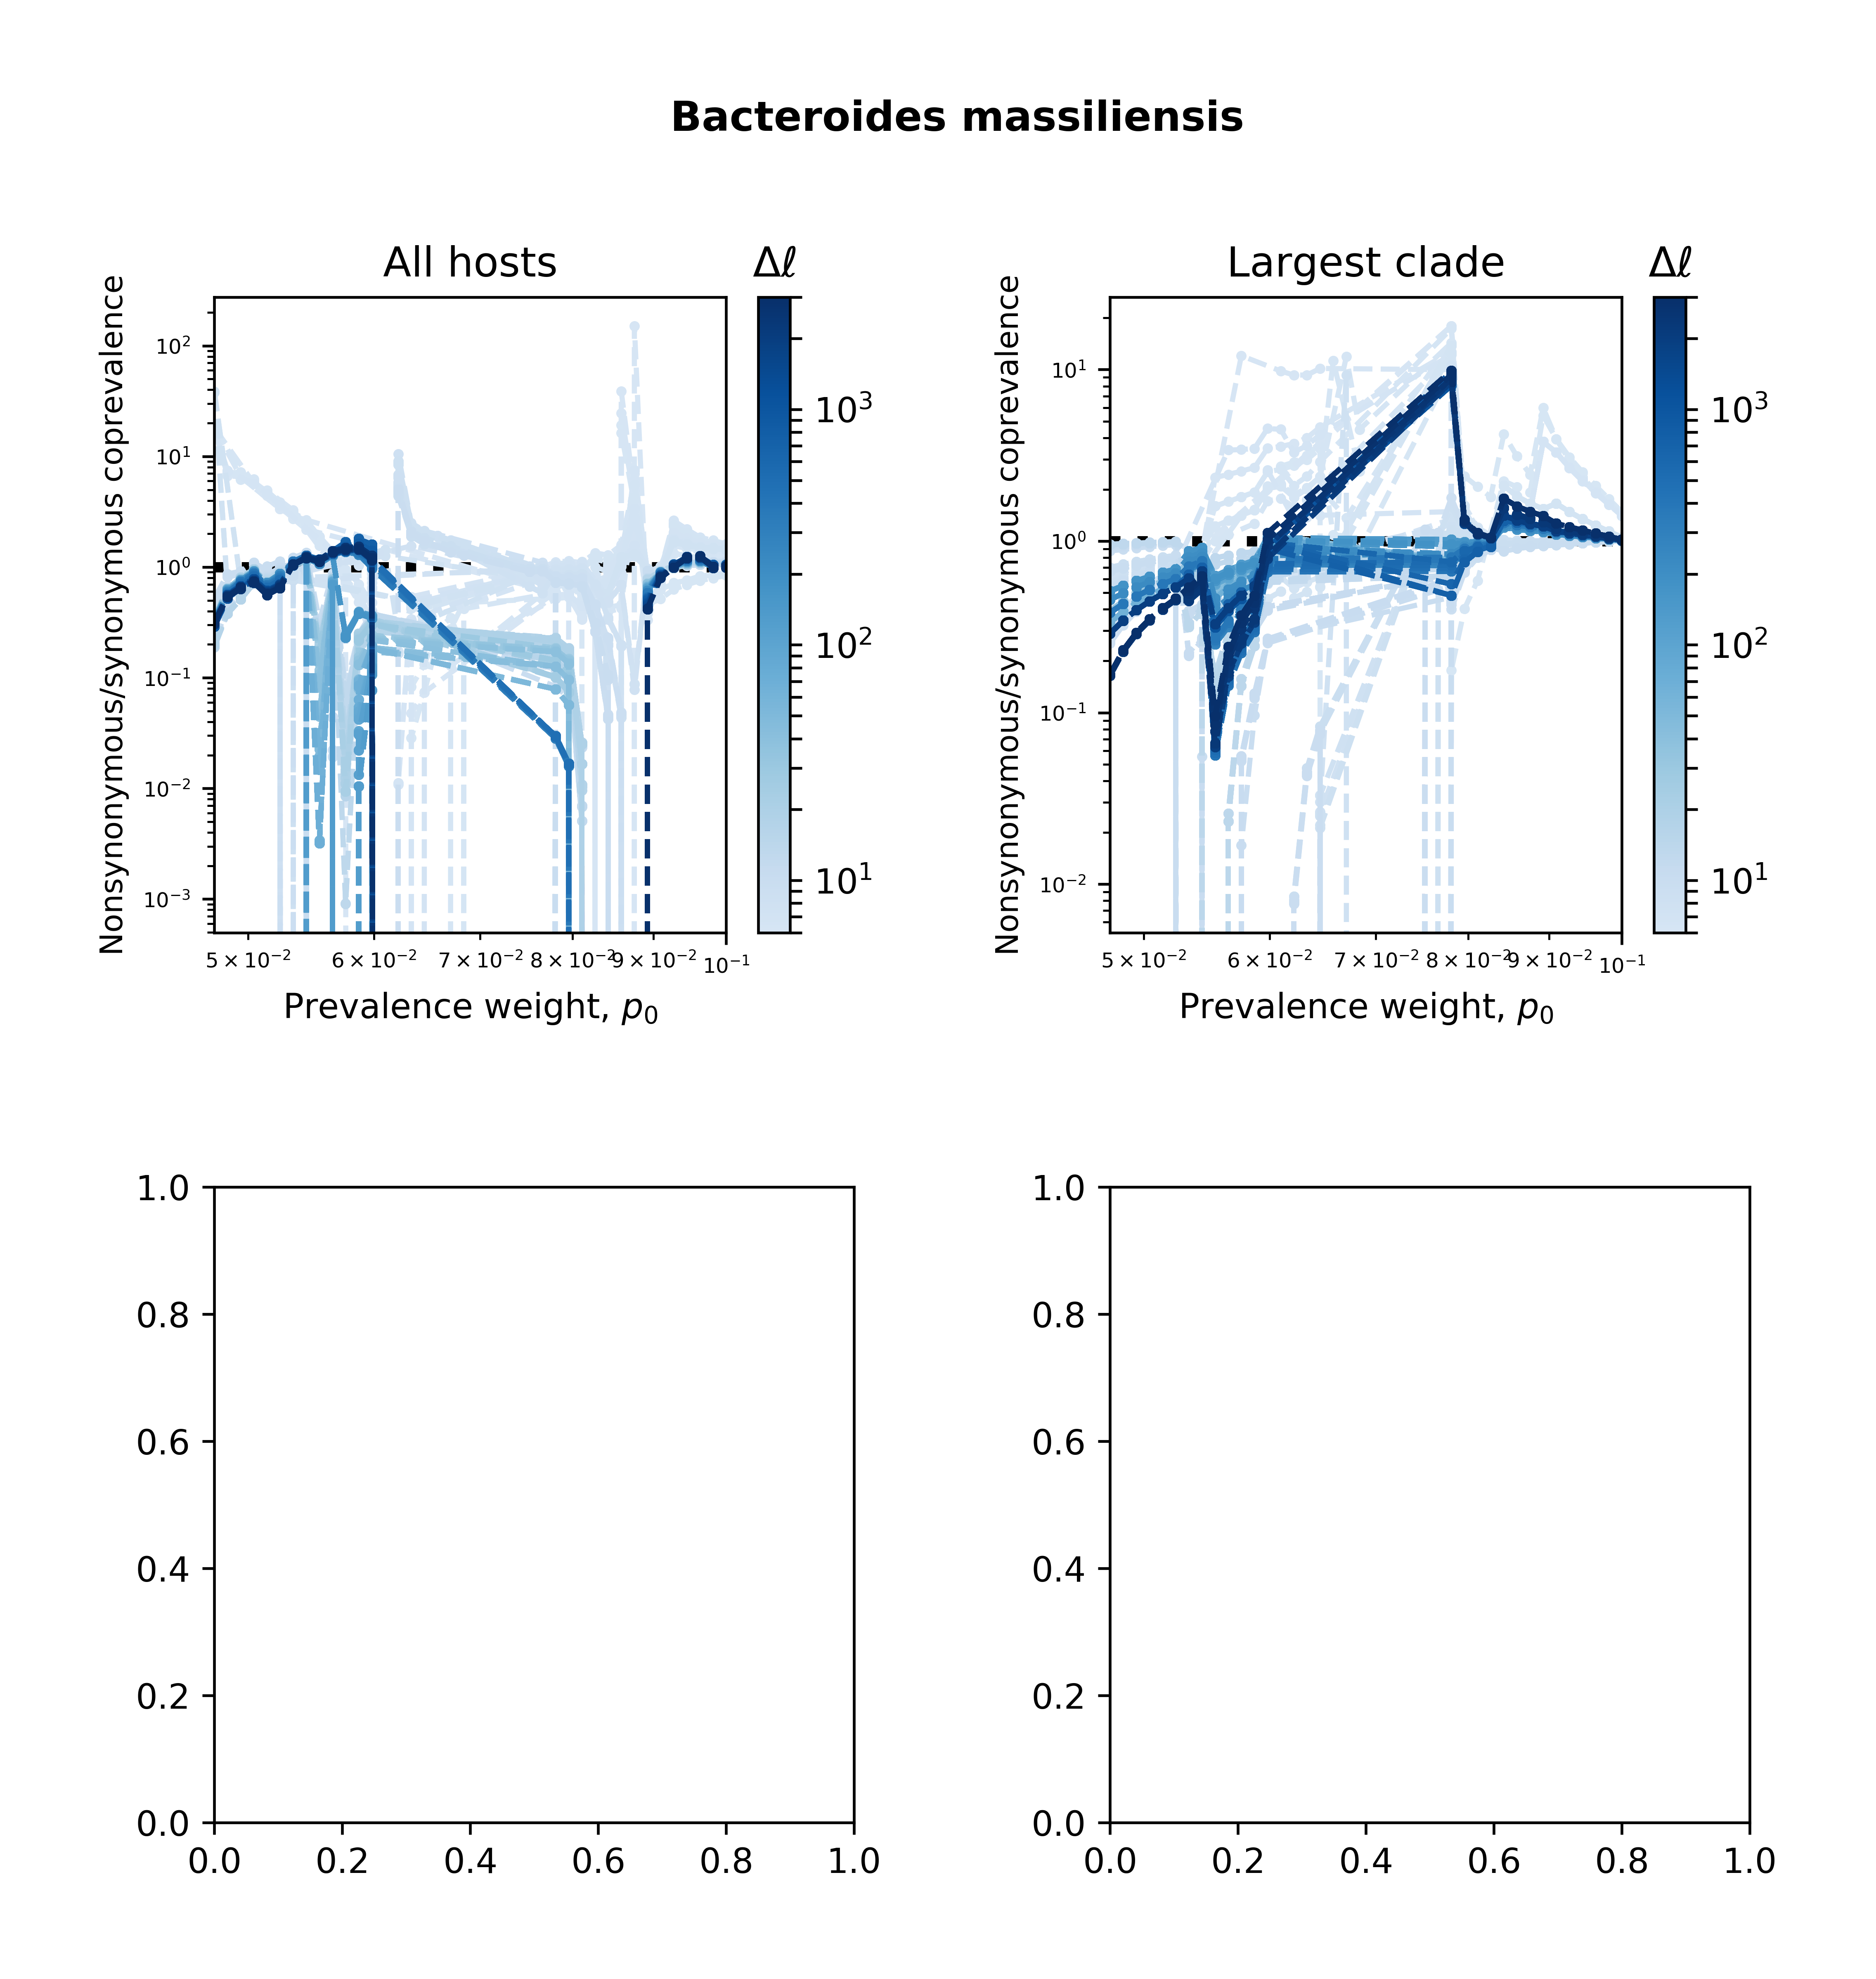 Bacteroides massiliensis
All hosts
Δℓ
Nonsynonymous/synonymous coprevalence
10²
10¹
10⁰
10⁻¹
10⁻²
10⁻³
5 × 10⁻² 6 × 10⁻² 7 × 10⁻² 8 × 10⁻² 9 × 10⁻² 10⁻¹
Prevalence weight, p₀
10³
10²
10¹
Largest clade
Δℓ
Nonsynonymous/synonymous coprevalence
10¹
10⁰
10⁻¹
10⁻²
5 × 10⁻² 6 × 10⁻² 7 × 10⁻² 8 × 10⁻² 9 × 10⁻² 10⁻¹
Prevalence weight, p₀
10³
10²
10¹
1.0
0.8
0.6
0.4
0.2
0.0
0.0 0.2 0.4 0.6 0.8 1.0
1.0
0.8
0.6
0.4
0.2
0.0
0.0 0.2 0.4 0.6 0.8 1.0